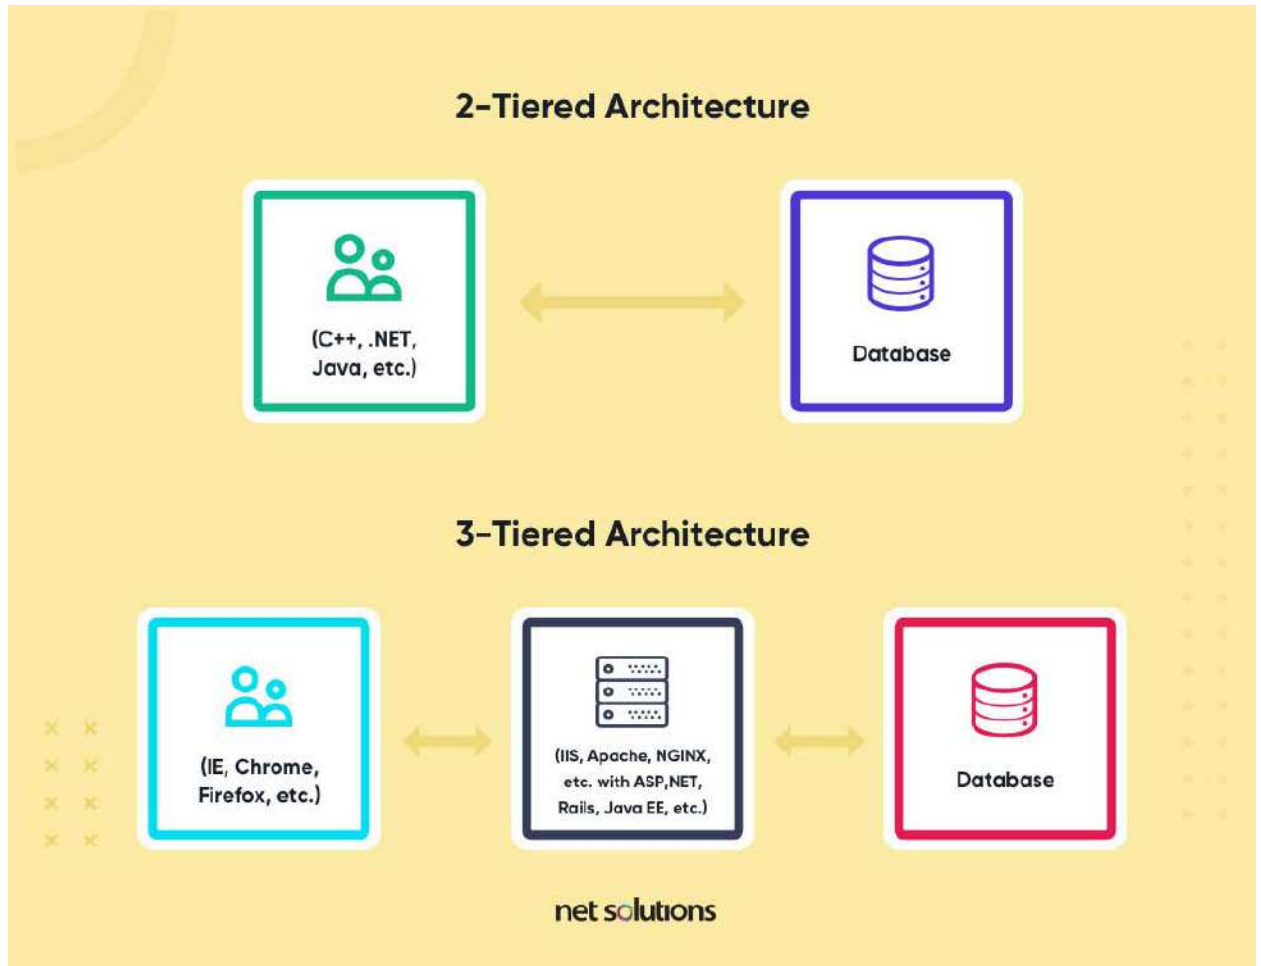 2-Tiered Architecture
(C++, .NET,
Java, etc.)
Database
3-Tiered Architecture
(IE, Chrome,
Firefox, etc.)
(IIS, Apache, NGINX,
etc. with ASP,NET,
Rails, Java EE, etc.)
Database
net solutions